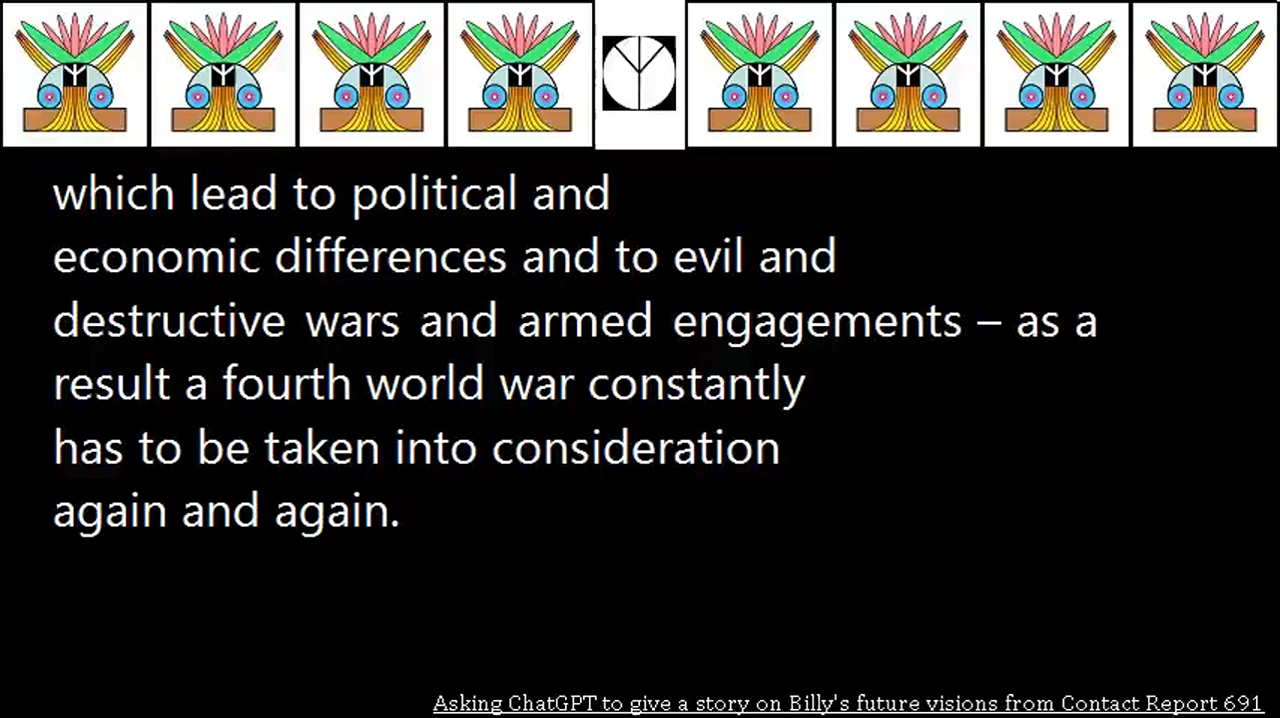 which lead to political and
economic differences and to evil and
destructive wars and armed engagements – as a
result a fourth world war constantly
has to be taken into consideration
again and again.
Asking ChatGPT to give a story on Billy's future visions from Contact Report 691